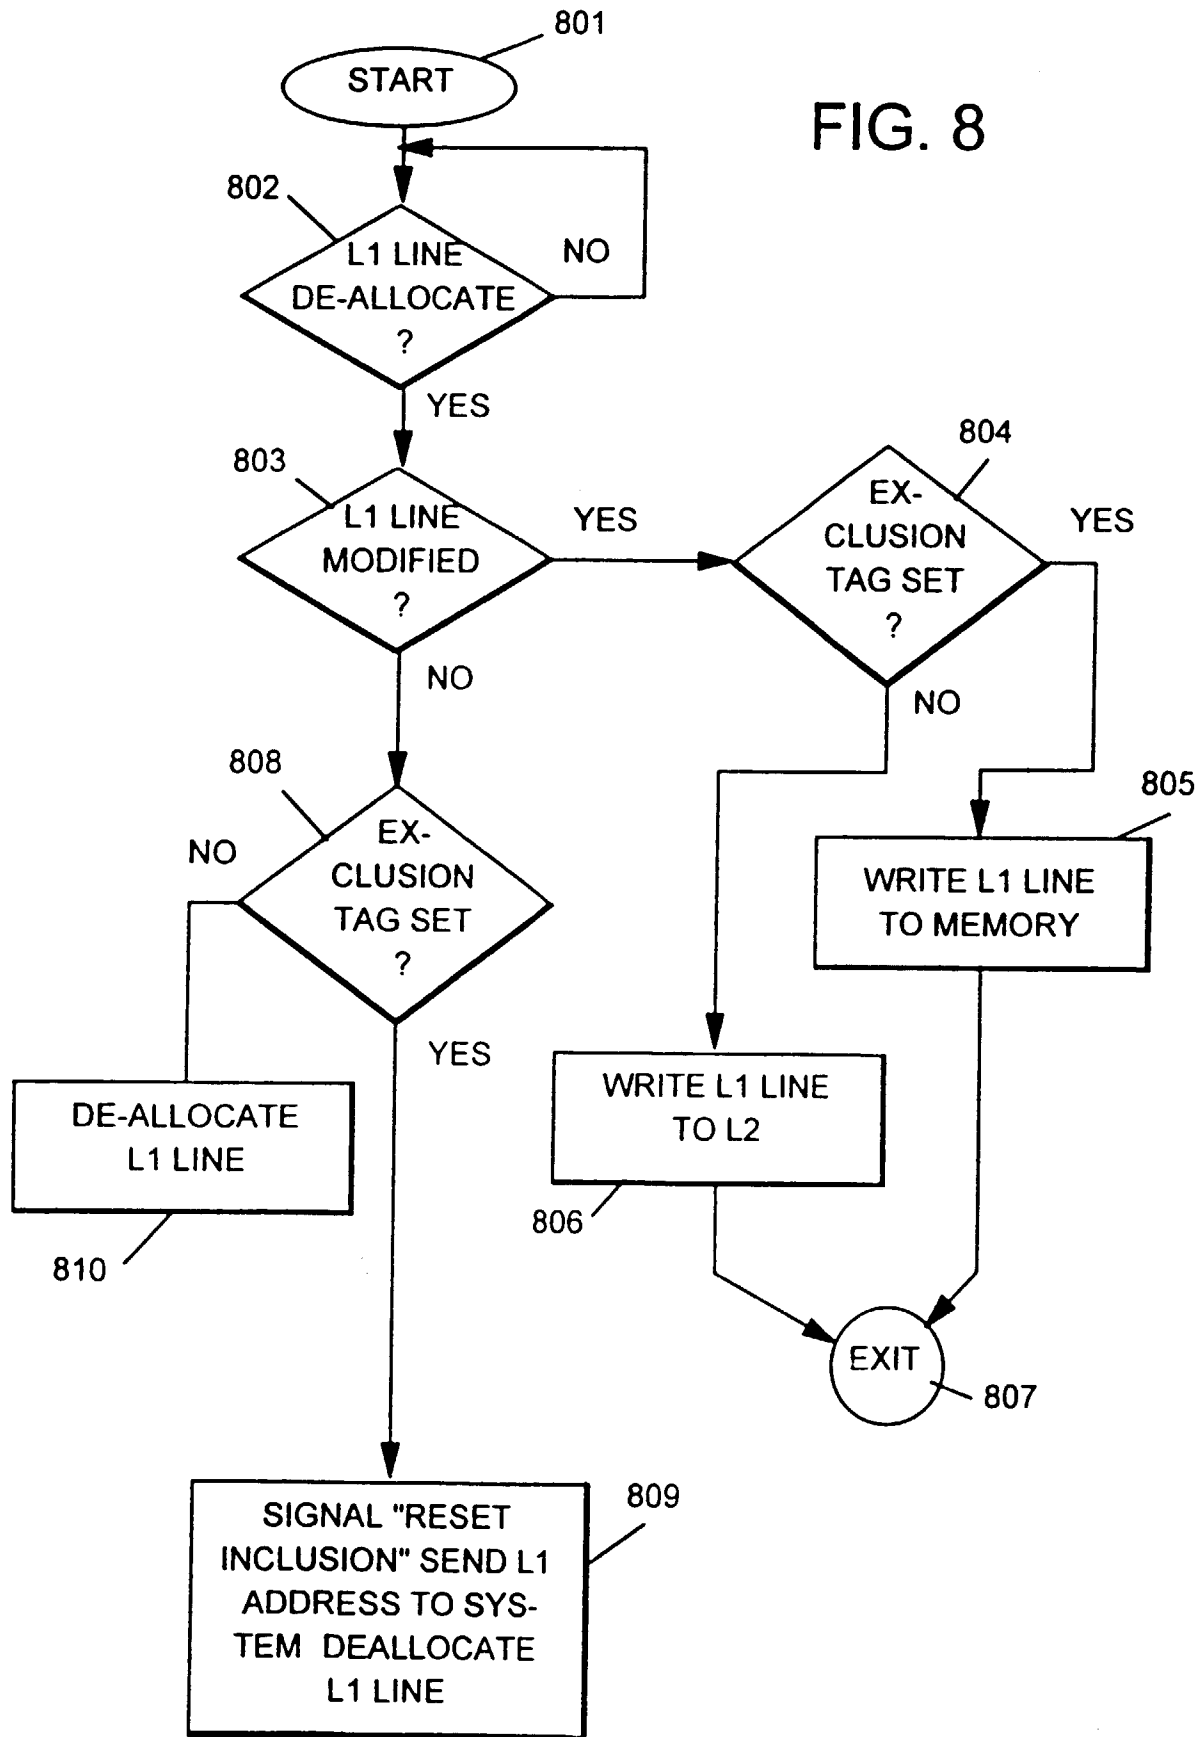 801
START
FIG. 8
802
L1 LINE
DE-ALLOCATE
?
NO
YES
803
L1 LINE
MODIFIED
?
YES
NO
804
EX-
CLUSION
TAG SET
?
YES
NO
808
EX-
CLUSION
TAG SET
?
NO
YES
805
WRITE L1 LINE
TO MEMORY
WRITE L1 LINE
TO L2
806
DE-ALLOCATE
L1 LINE
810
EXIT
807
809
SIGNAL "RESET
INCLUSION" SEND L1
ADDRESS TO SYS-
TEM DEALLOCATE
L1 LINE